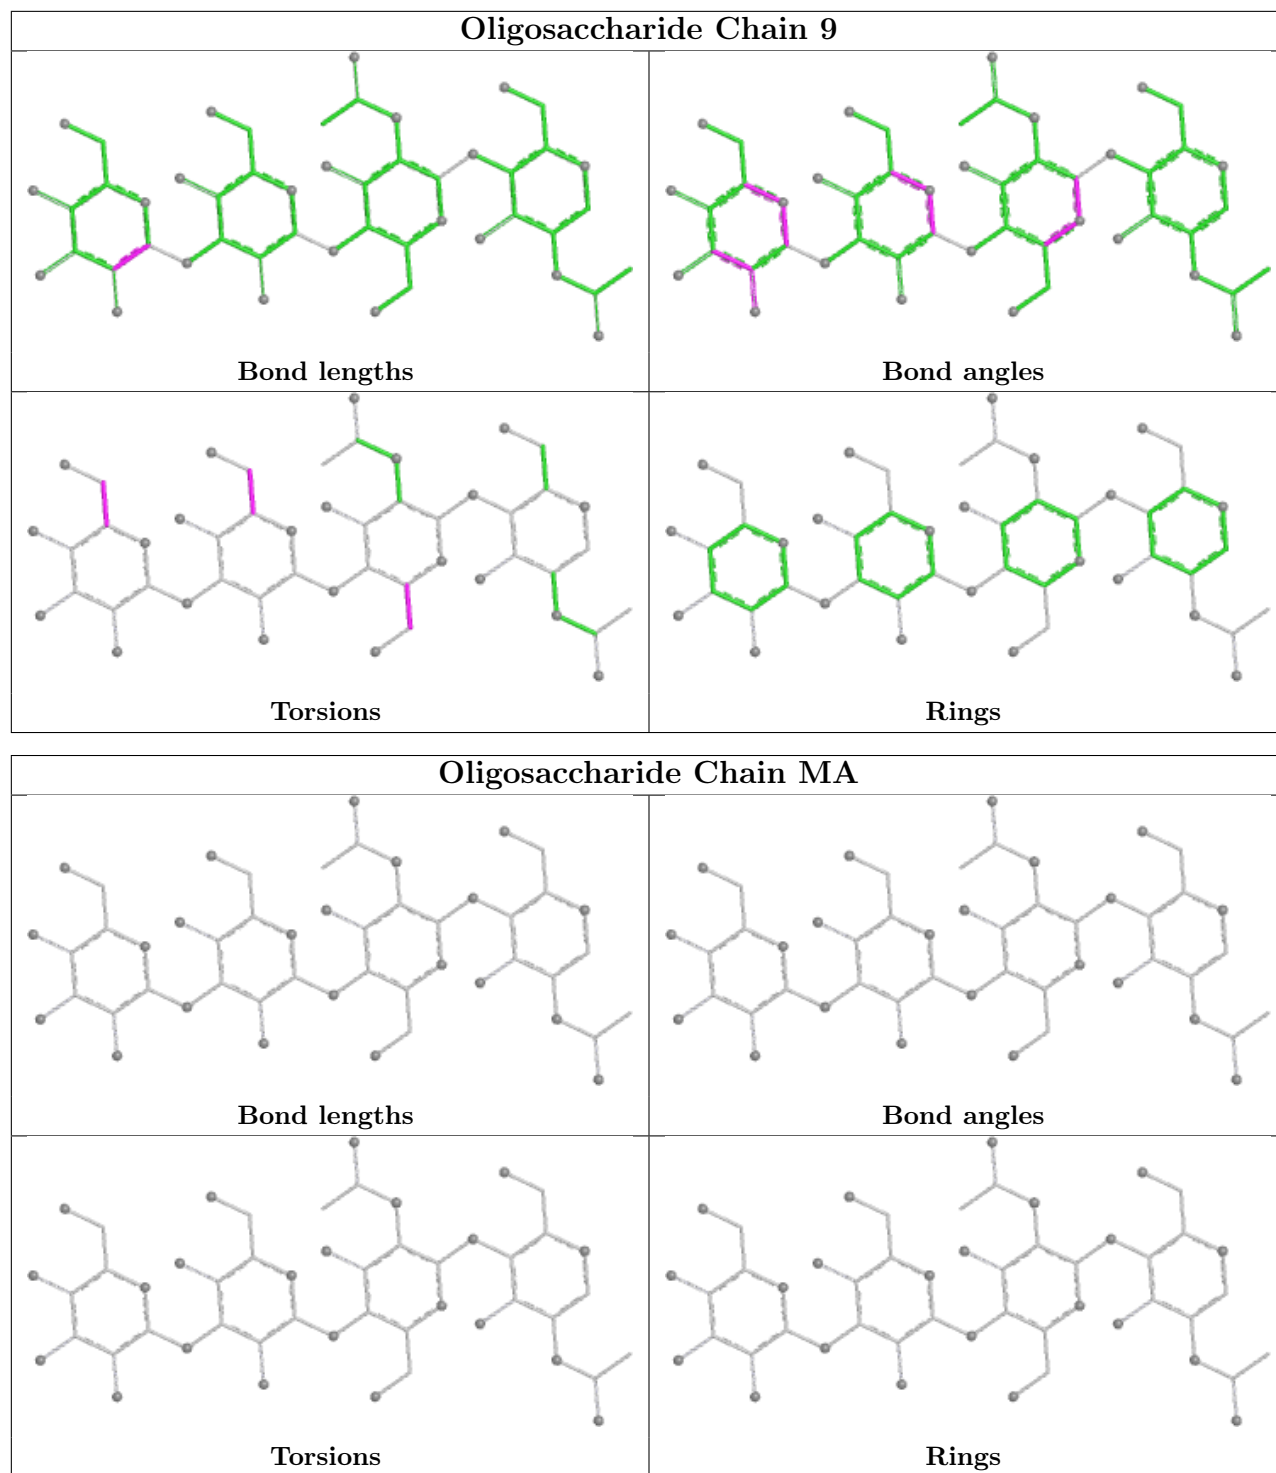 Oligosaccharide Chain 9
Bond lengths
Bond angles
Torsions
Rings
Oligosaccharide Chain MA
Bond lengths
Bond angles
Torsions
Rings